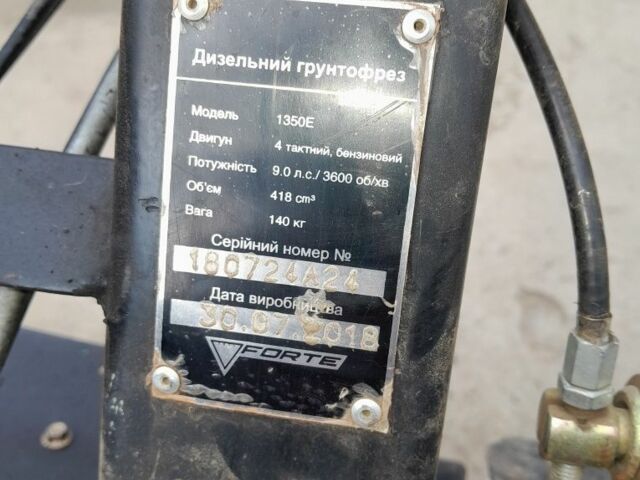 Дизельний грунтофрез
Модель 1350E
Двигун 4 тактний, бензиновий
Потужність 9.0 л.с./ 3600 об/хв
Об'єм 418 cm³
Вага 140 кг
Серійний номер №
180724A24
Дата виробництва
30.07.2018
FORTE